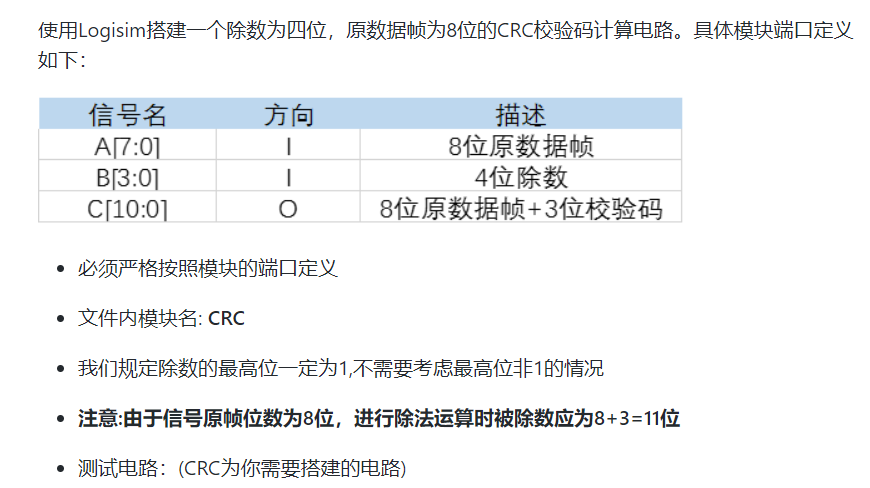 使用Logisim搭建一个除数为四位，原数据帧为8位的CRC校验码计算电路。具体模块端口定义
如下：
信号名 方向 描述
A[7:0] I 8位原数据帧
B[3:0] I 4位除数
C[10:0] O 8位原数据帧+3位校验码
• 必须严格按照模块的端口定义
• 文件内模块名: CRC
• 我们规定除数的最高位一定为1,不需要考虑最高位非1的情况
• 注意:由于信号原帧位数为8位，进行除法运算时被除数应为8+3=11位
• 测试电路：(CRC为你需要搭建的电路)